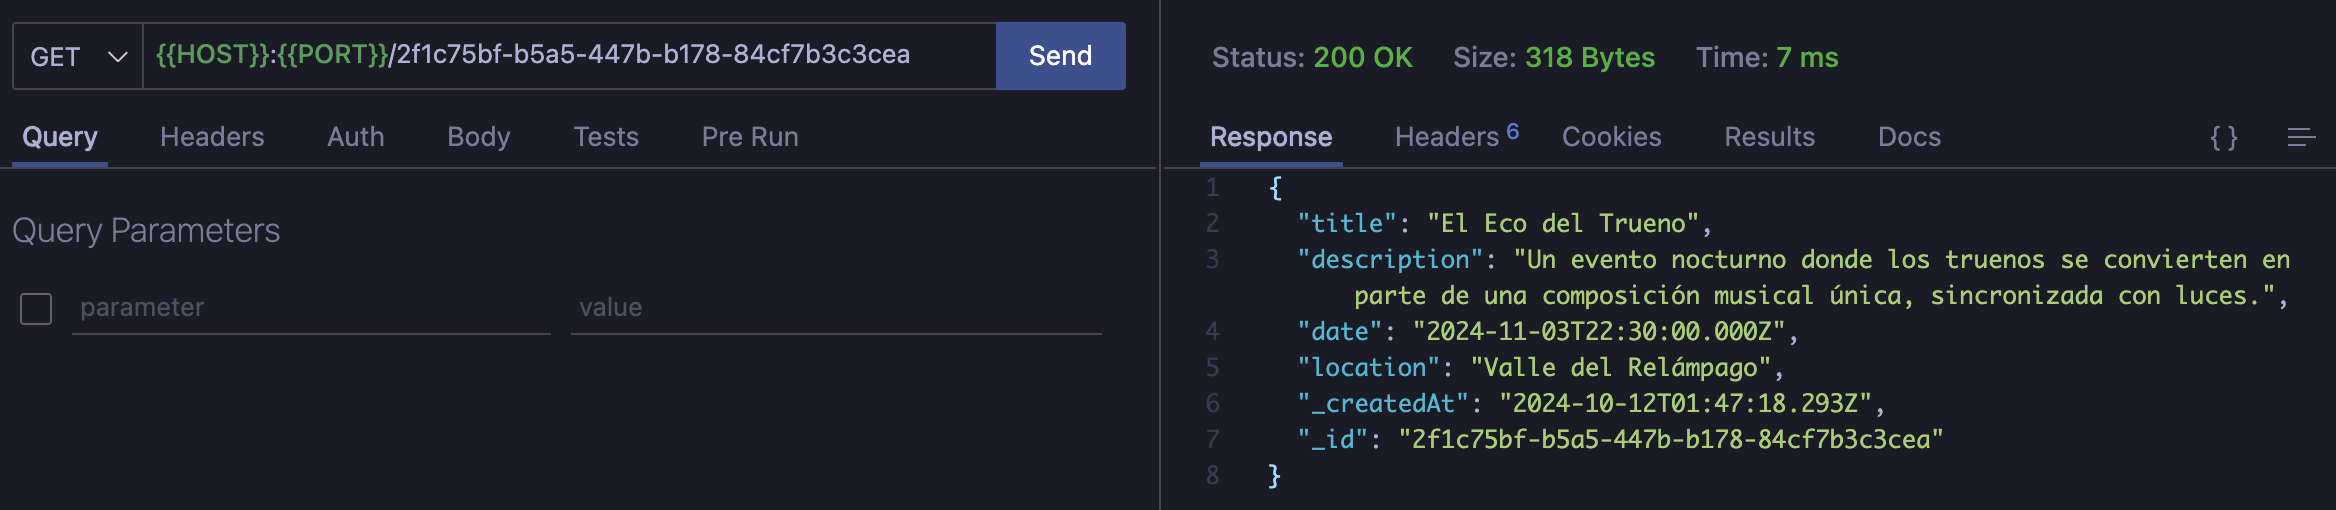 GET {{HOST}}:{{PORT}}/2f1c75bf-b5a5-447b-b178-84cf7b3c3cea Send
Query Headers Auth Body Tests Pre Run
Query Parameters
parameter value
Status: 200 OK Size: 318 Bytes Time: 7 ms
Response Headers 6 Cookies Results Docs { }
1 {
2 "title": "El Eco del Trueno",
3 "description": "Un evento nocturno donde los truenos se convierten en
parte de una composición musical única, sincronizada con luces.",
4 "date": "2024-11-03T22:30:00.000Z",
5 "location": "Valle del Relámpago",
6 "_createdAt": "2024-10-12T01:47:18.293Z",
7 "_id": "2f1c75bf-b5a5-447b-b178-84cf7b3c3cea"
8 }